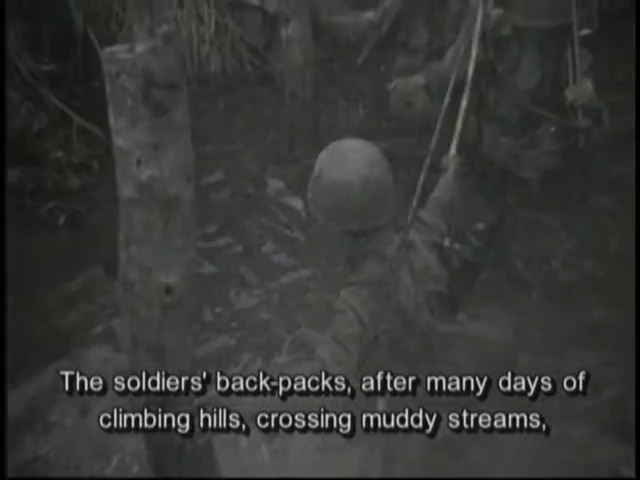 The soldiers' back-packs, after many days of
climbing hills, crossing muddy streams,